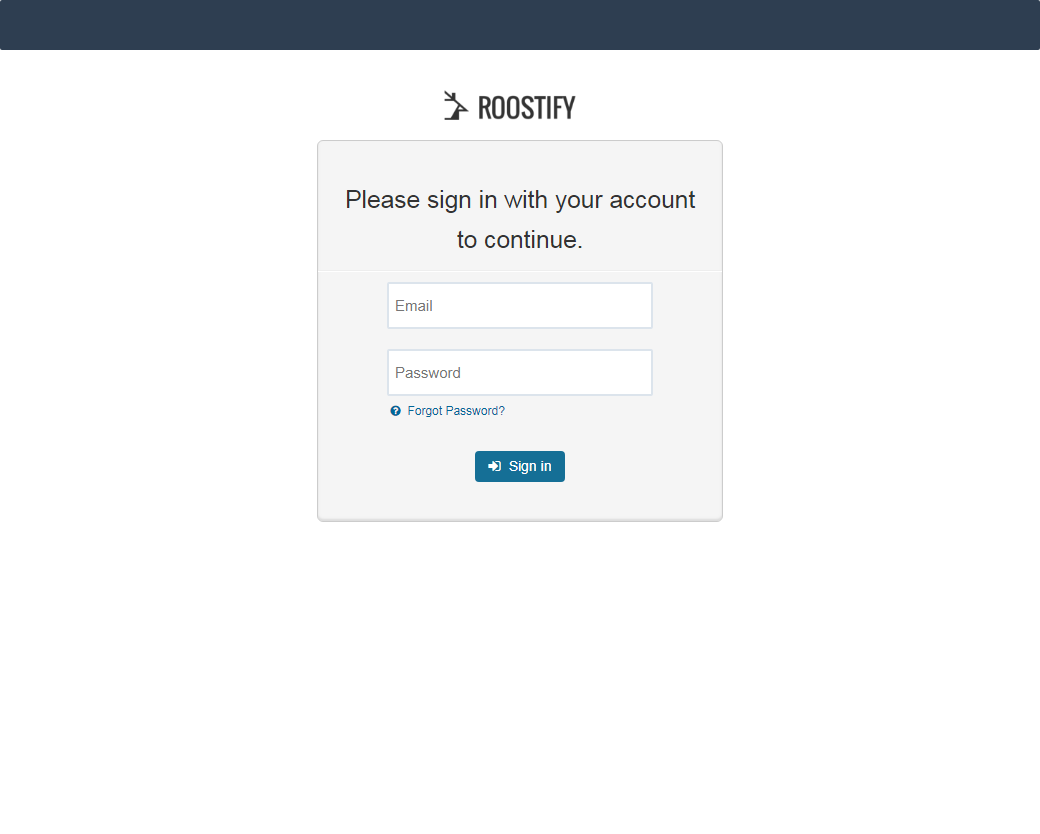 ROOSTIFY
Please sign in with your account
to continue.
Email
Password
Forgot Password?
Sign in